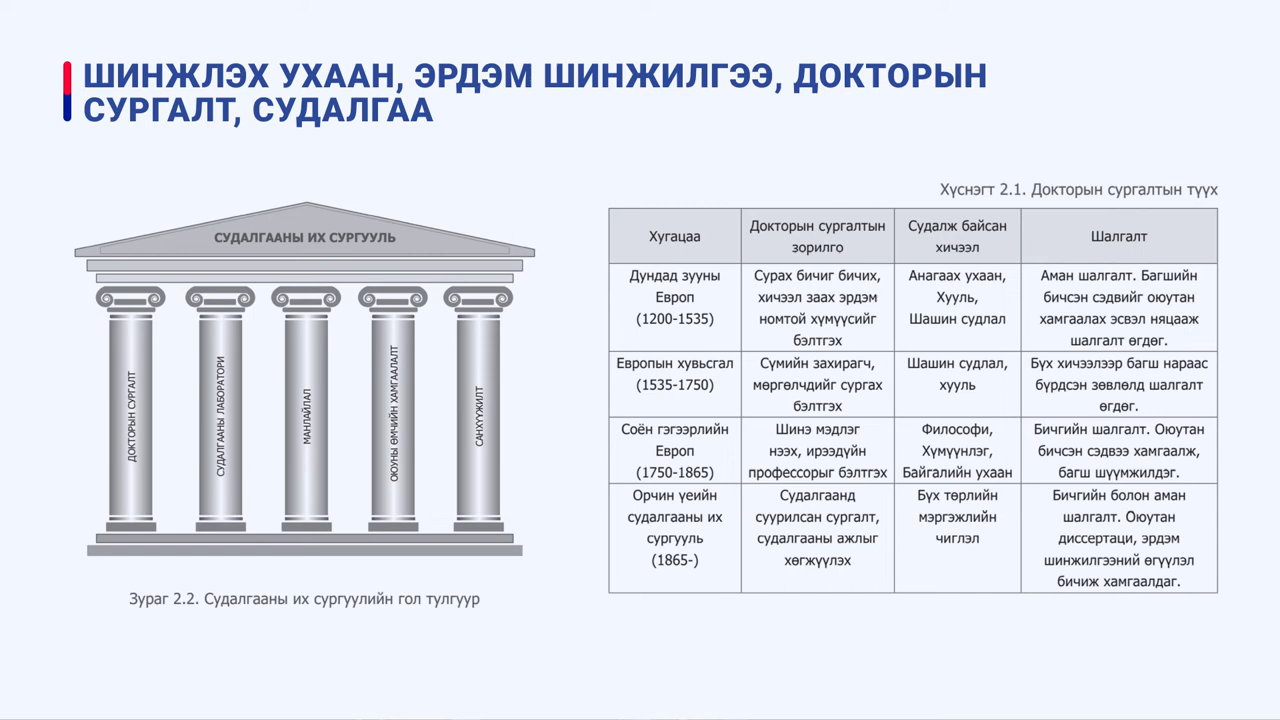 ШИНЖЛЭХ УХААН, ЭРДЭМ ШИНЖИЛГЭЭ, ДОКТОРЫН
СУРГАЛТ, СУДАЛГАА
СУДАЛГААНЫ ИХ СУРГУУЛЬ
ДОКТОРЫН СУРГАЛТ
СУДАЛГААНЫ ЛАБОРАТОРИ
МАНЛАЙЛАЛ
ОЮУНЫ ӨМЧИЙН ХАМГААЛАЛТ
САНХҮҮЖИЛТ
Зураг 2.2. Судалгааны их сургуулийн гол тулгуур
Хүснэгт 2.1. Докторын сургалтын түүх
Хугацаа
Докторын сургалтын
зорилго
Судалж байсан
хичээл
Шалгалт
Дундад зууны
Европ
(1200-1535)
Сурах бичиг бичих,
хичээл заах эрдэм
номтой хүмүүсийг
бэлтгэх
Анагаах ухаан,
Хууль,
Шашин судлал
Аман шалгалт. Багшийн
бичсэн сэдвийг оюутан
хамгаалах эсвэл няцааж
шалгалт өгдөг.
Европын хувьсгал
(1535-1750)
Сүмийн захирагч,
мөргөлчдийг сургах
бэлтгэх
Шашин судлал,
хууль
Бүх хичээлээр багш нараас
бүрдсэн зөвлөлд шалгалт
өгдөг.
Соён гэгээрлийн
Европ
(1750-1865)
Шинэ мэдлэг
нээх, ирээдүйн
профессорыг бэлтгэх
Философи,
Хүмүүнлэг,
Байгалийн ухаан
Бичгийн шалгалт. Оюутан
бичсэн сэдвээ хамгаалж,
багш шүүмжилдэг.
Орчин үеийн
судалгааны их
сургууль
(1865-)
Судалгаанд
суурилсан сургалт,
судалгааны ажлыг
хөгжүүлэх
Бүх төрлийн
мэргэжлийн
чиглэл
Бичгийн болон аман
шалгалт. Оюутан
диссертаци, эрдэм
шинжилгээний өгүүлэл
бичиж хамгаалдаг.